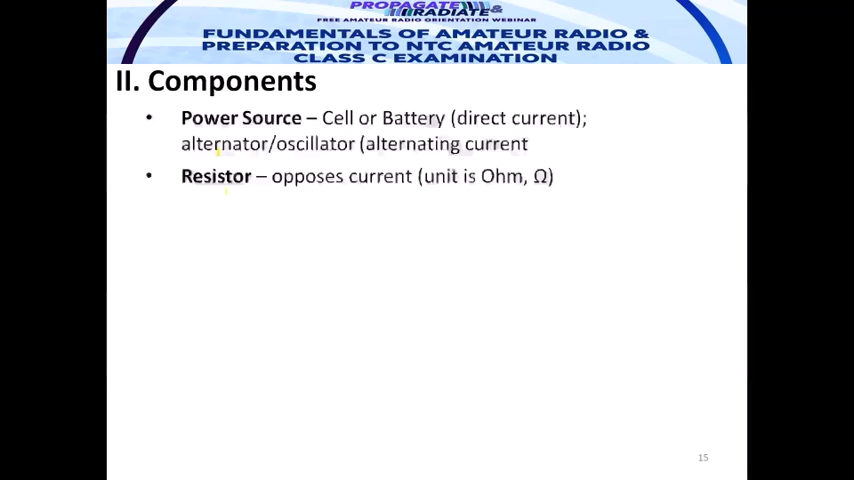 PROPAGATE &
RADIATE
FREE AMATEUR RADIO ORIENTATION WEBINAR
FUNDAMENTALS OF AMATEUR RADIO &
PREPARATION TO NTC AMATEUR RADIO
CLASS C EXAMINATION
II. Components
• Power Source – Cell or Battery (direct current);
alternator/oscillator (alternating current
• Resistor – opposes current (unit is Ohm, Ω)
15